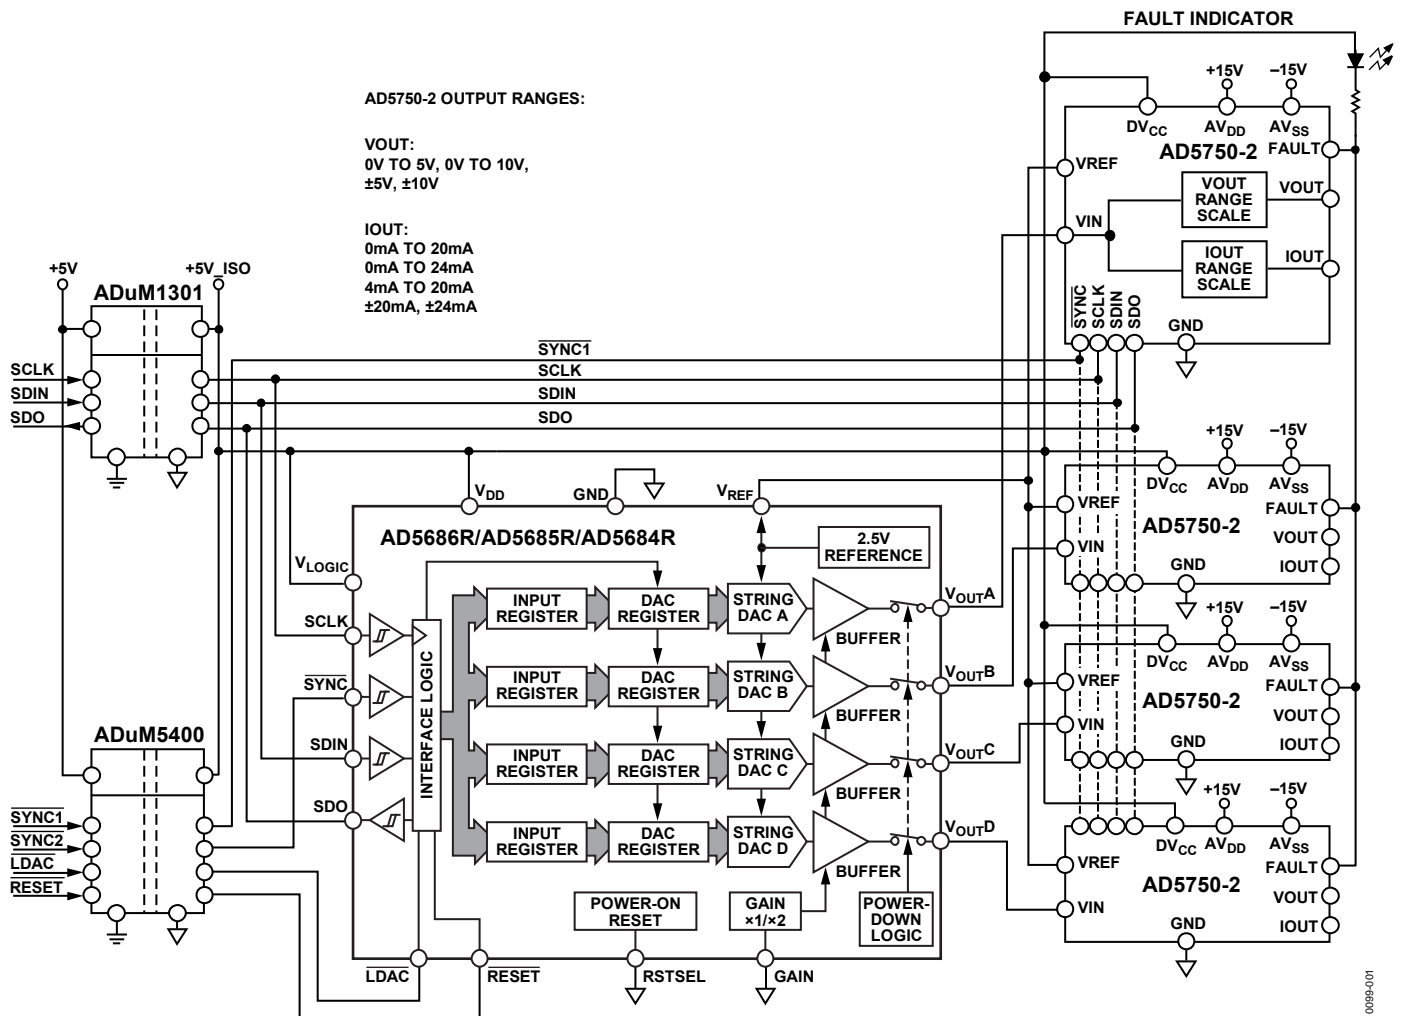 FAULT INDICATOR
+15V
–15V
DVCC
AVDD
AVSS
AD5750-2
FAULT
VREF
VOUT RANGE SCALE
VOUT
VIN
IOUT RANGE SCALE
IOUT
SYNC
SCLK
SDIN
SDO
GND
AD5750-2 OUTPUT RANGES:
VOUT:
0V TO 5V, 0V TO 10V,
±5V, ±10V
IOUT:
0mA TO 20mA
0mA TO 24mA
4mA TO 20mA
±20mA, ±24mA
+5V
+5V_ISO
ADuM1301
SCLK
SDIN
SDO
SYNC1
SCLK
SDIN
SDO
+15V
–15V
DVCC
AVDD
AVSS
VREF
FAULT
AD5750-2
VOUT
VIN
IOUT
GND
VDD
GND
VREF
AD5686R/AD5685R/AD5684R
2.5V
REFERENCE
VLOGIC
SCLK
SYNC
SDIN
SDO
INTERFACE LOGIC
INPUT
REGISTER
DAC
REGISTER
STRING
DAC A
BUFFER
VOUTA
INPUT
REGISTER
DAC
REGISTER
STRING
DAC B
BUFFER
VOUTB
INPUT
REGISTER
DAC
REGISTER
STRING
DAC C
BUFFER
VOUTC
INPUT
REGISTER
DAC
REGISTER
STRING
DAC D
BUFFER
VOUTD
POWER-ON
RESET
GAIN
×1/×2
POWER-
DOWN
LOGIC
LDAC
RESET
RSTSEL
GAIN
+15V
–15V
DVCC
AVDD
AVSS
VREF
FAULT
AD5750-2
VOUT
VIN
IOUT
GND
ADuM5400
SYNC1
SYNC2
LDAC
RESET
+15V
–15V
DVCC
AVDD
AVSS
VREF
FAULT
AD5750-2
VOUT
VIN
IOUT
GND
0099-001